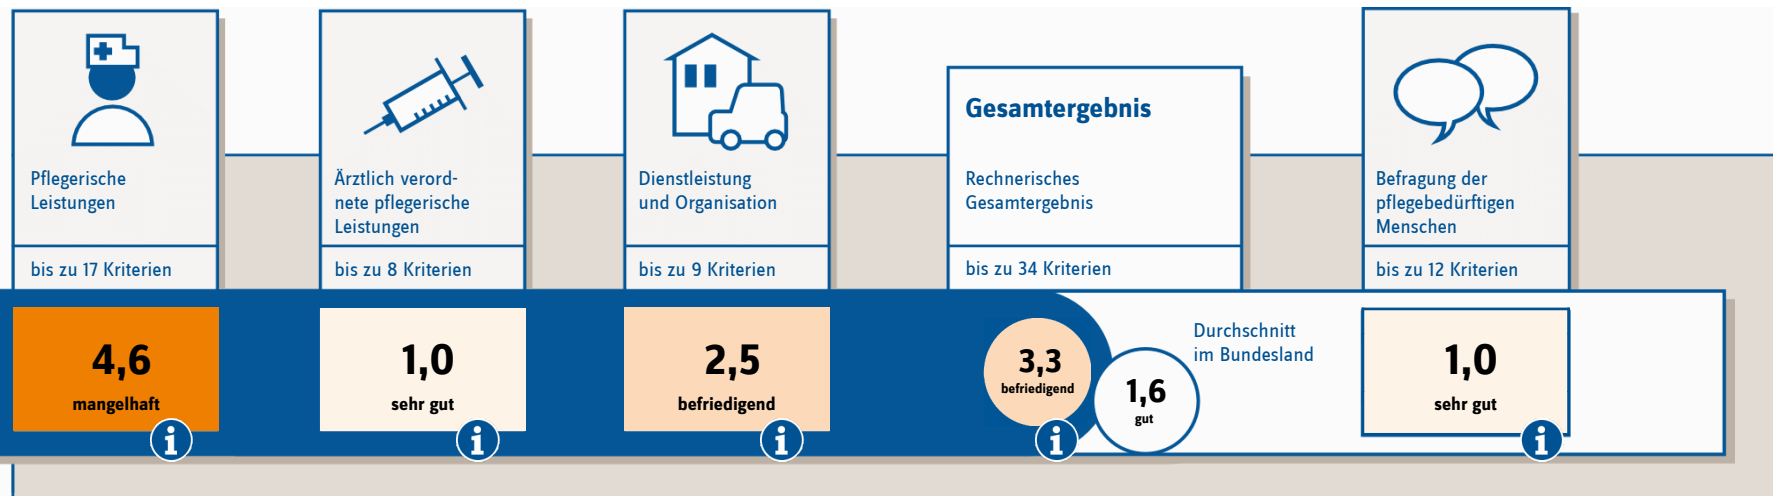 Pflegerische
Leistungen
bis zu 17 Kriterien
4,6
mangelhaft
i
Ärztlich verord-
nete pflegerische
Leistungen
bis zu 8 Kriterien
1,0
sehr gut
i
Dienstleistung
und Organisation
bis zu 9 Kriterien
2,5
befriedigend
i
Gesamtergebnis
Rechnerisches
Gesamtergebnis
bis zu 34 Kriterien
3,3
befriedigend
i
Durchschnitt
im Bundesland
1,6
gut
Befragung der
pflegebedürftigen
Menschen
bis zu 12 Kriterien
1,0
sehr gut
i